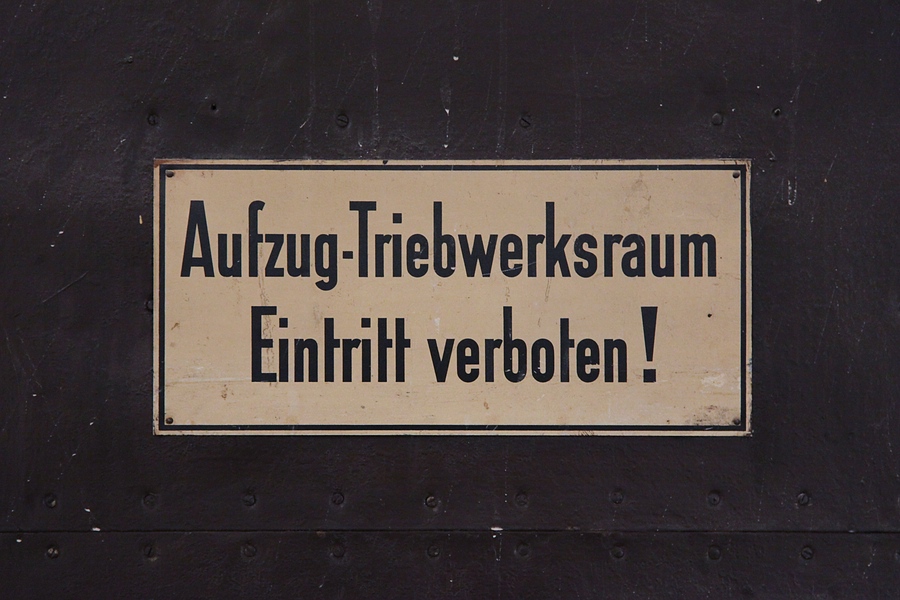 Aufzug-Triebwerksraum
Eintritt verboten!